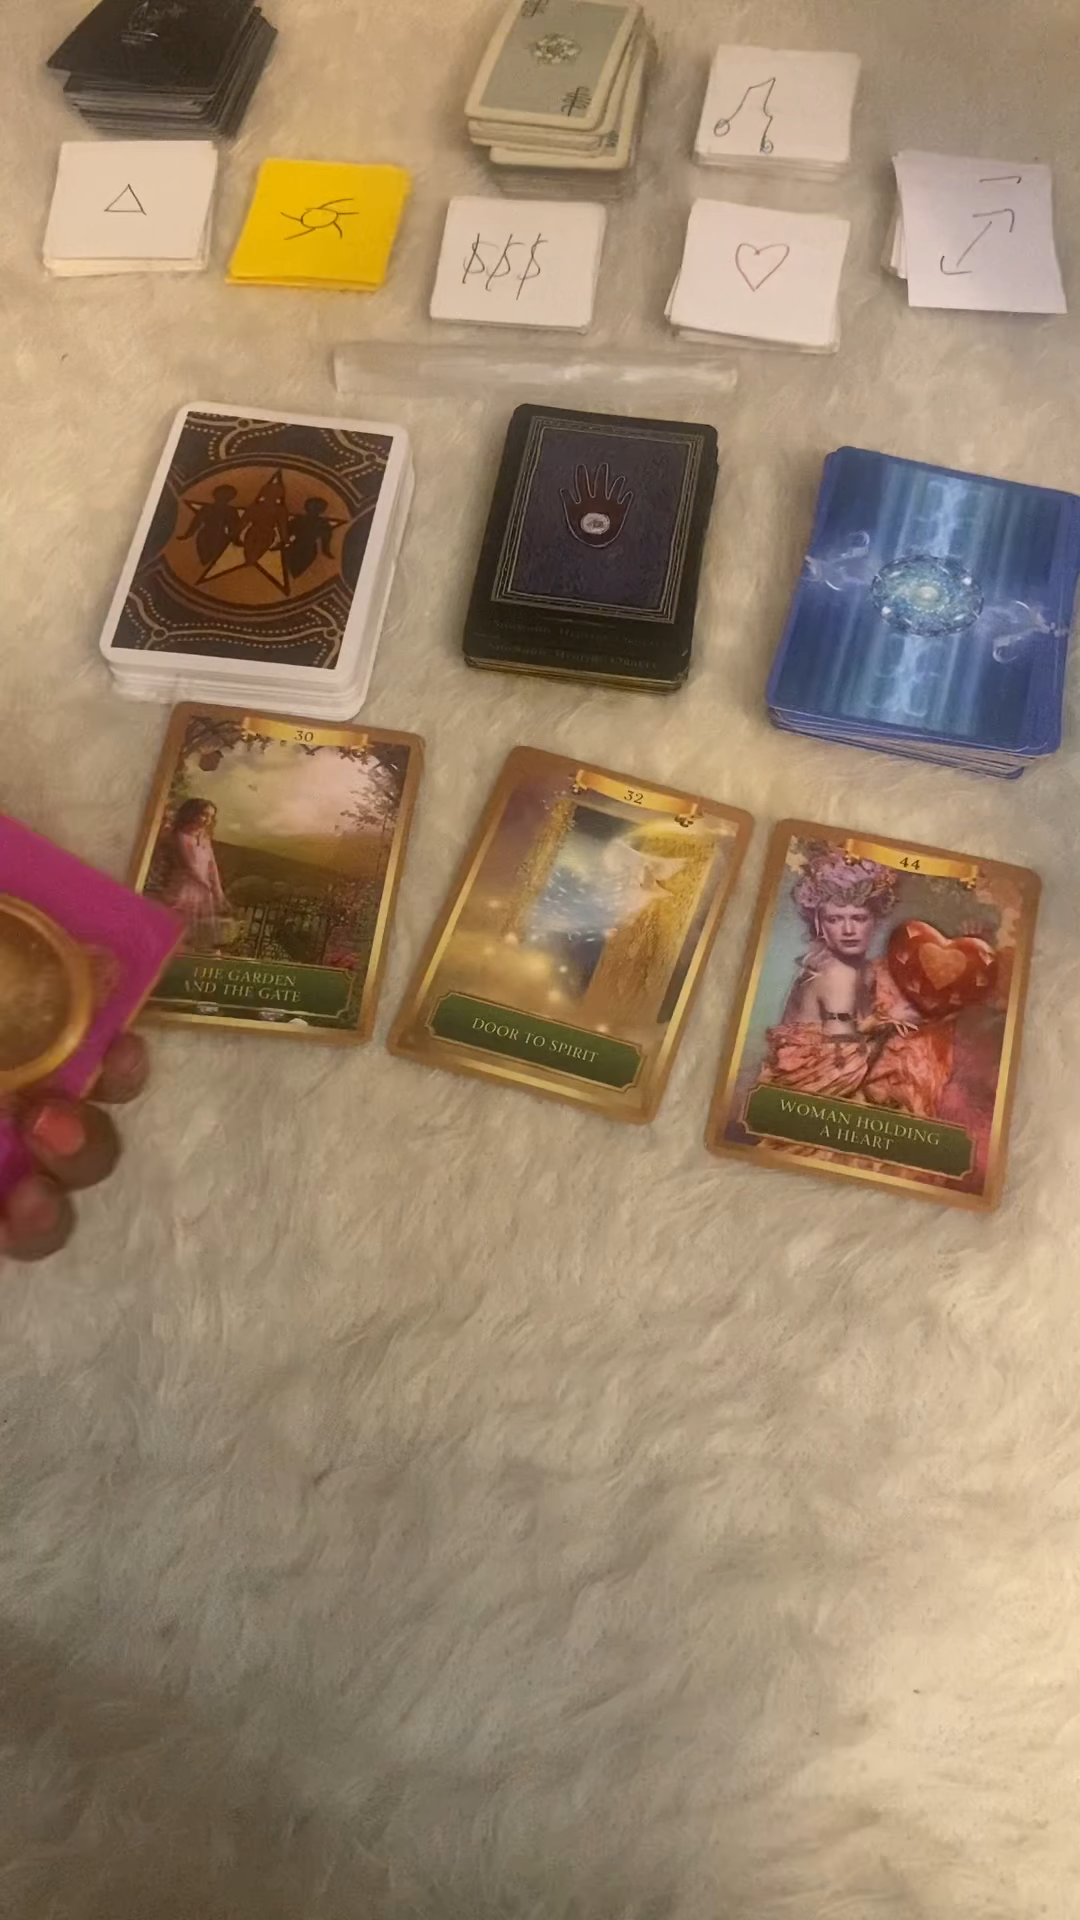 $$$
30
THE GARDEN
AND THE GATE
32
DOOR TO SPIRIT
44
WOMAN HOLDING
A HEART